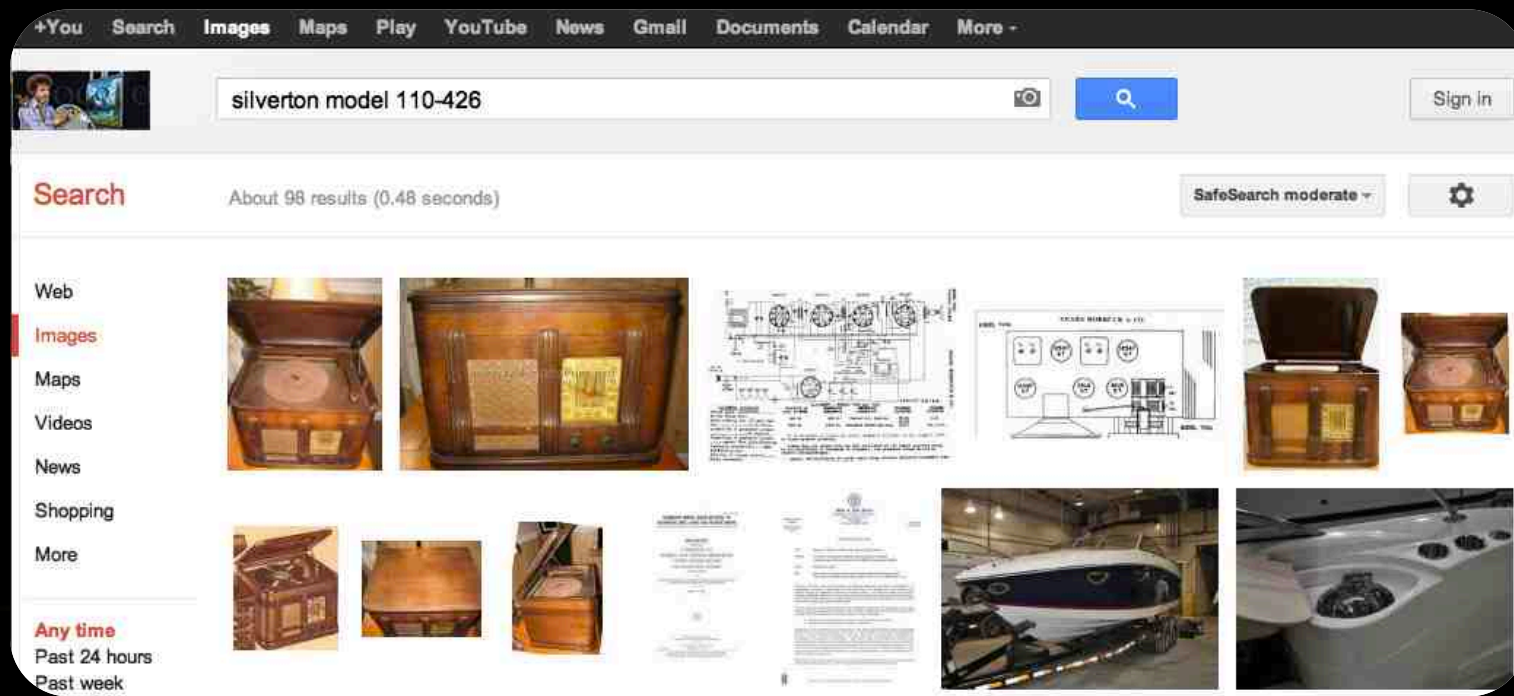 +You Search Images Maps Play YouTube News Gmail Documents Calendar More
silverton model 110-426
Sign in
Search
About 98 results (0.48 seconds)
SafeSearch moderate
Web
Images
Maps
Videos
News
Shopping
More
Any time
Past 24 hours
Past week